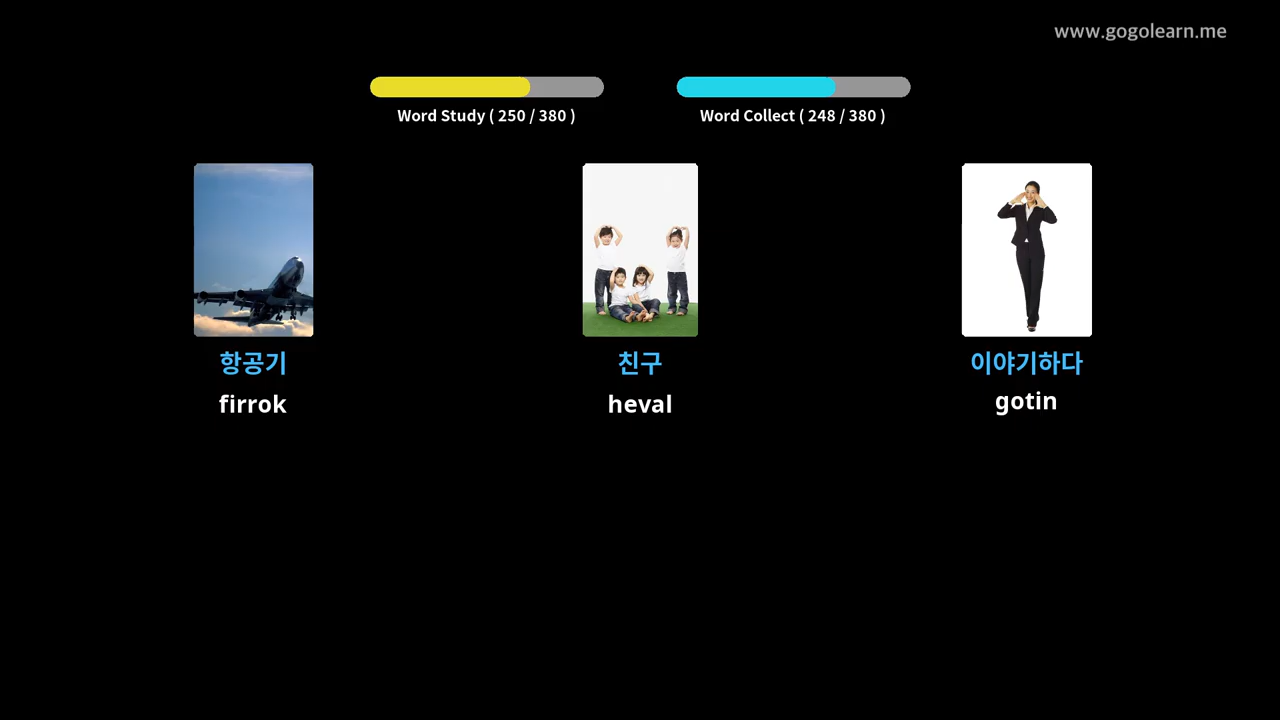 www.gogolearn.me
Word Study ( 250 / 380 )
Word Collect ( 248 / 380 )
항공기
친구
이야기하다
firrok
heval
gotin